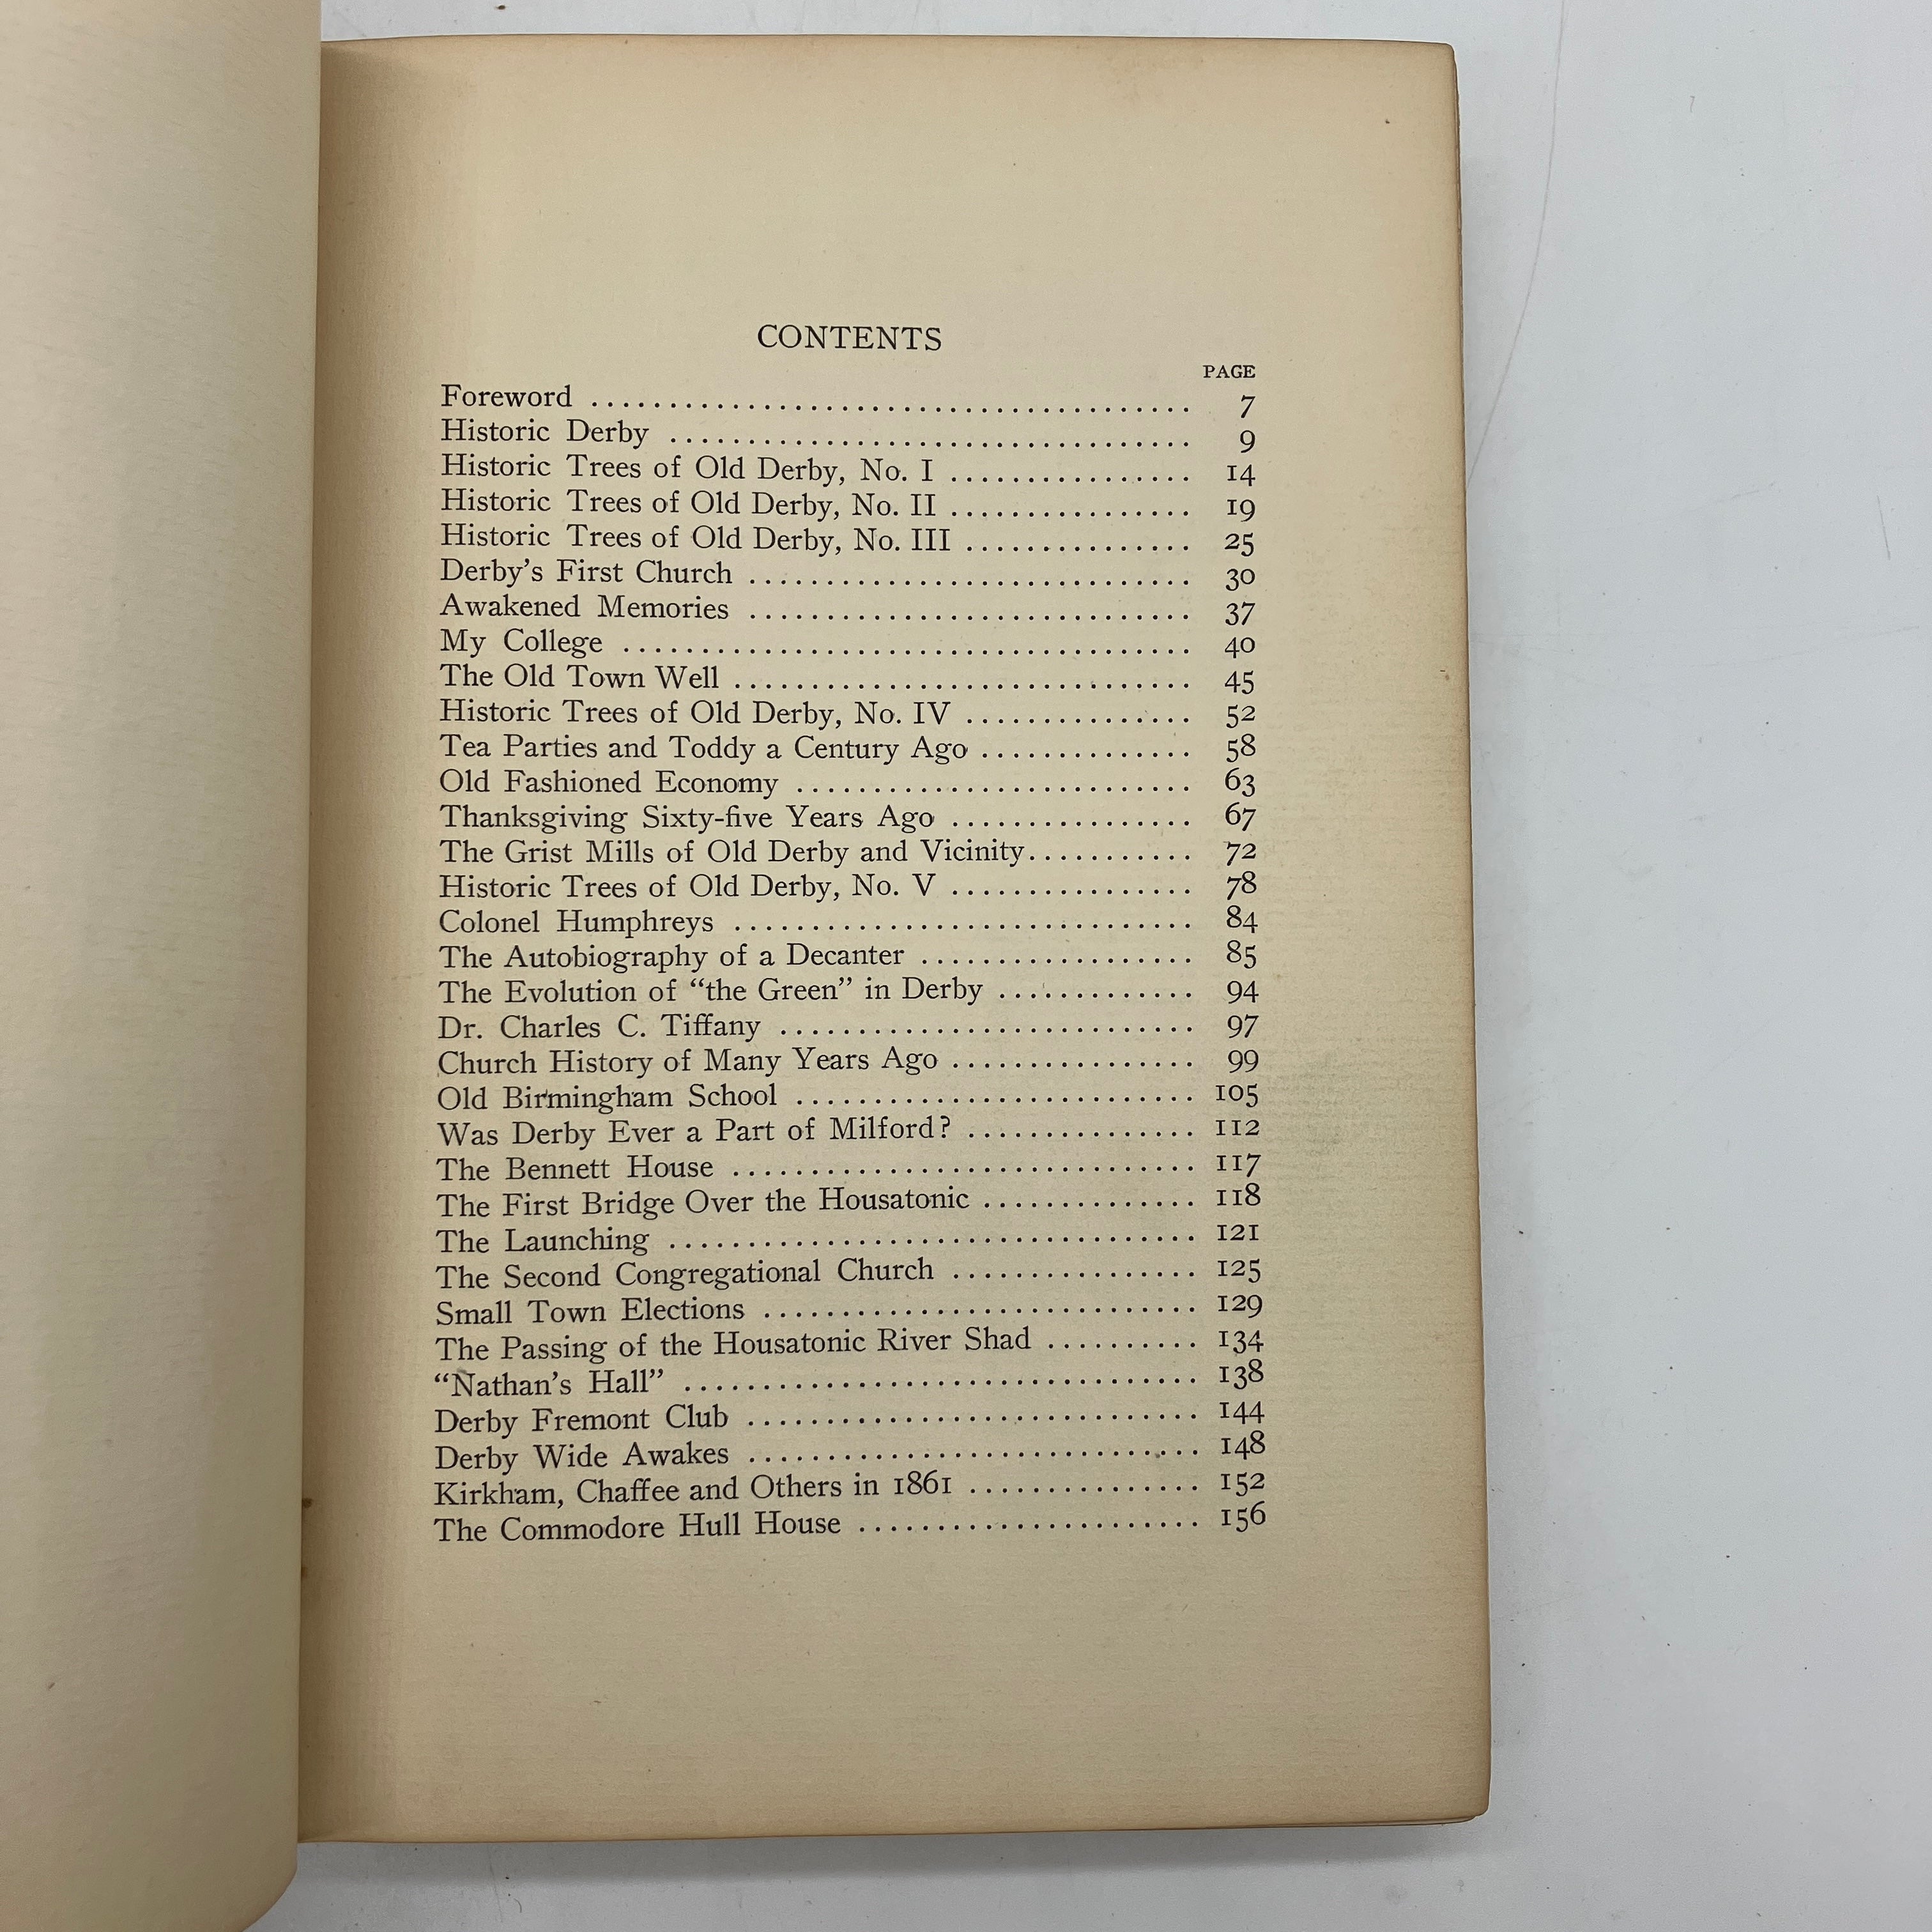 CONTENTS
PAGE
Foreword ....................................... 7
Historic Derby .................................. 9
Historic Trees of Old Derby, No. I ................ 14
Historic Trees of Old Derby, No. II ................ 19
Historic Trees of Old Derby, No. III ............... 25
Derby's First Church ............................. 30
Awakened Memories ............................. 37
My College ..................................... 40
The Old Town Well .............................. 45
Historic Trees of Old Derby, No. IV ............... 52
Tea Parties and Toddy a Century Ago .............. 58
Old Fashioned Economy .......................... 63
Thanksgiving Sixty-five Years Ago ................ 67
The Grist Mills of Old Derby and Vicinity........... 72
Historic Trees of Old Derby, No. V ................ 78
Colonel Humphreys .............................. 84
The Autobiography of a Decanter .................. 85
The Evolution of “the Green” in Derby ............. 94
Dr. Charles C. Tiffany ........................... 97
Church History of Many Years Ago ................ 99
Old Birmingham School .......................... 105
Was Derby Ever a Part of Milford? ............... 112
The Bennett House .............................. 117
The First Bridge Over the Housatonic .............. 118
The Launching .................................. 121
The Second Congregational Church ................ 125
Small Town Elections ............................ 129
The Passing of the Housatonic River Shad .......... 134
“Nathan's Hall” ................................. 138
Derby Fremont Club ............................. 144
Derby Wide Awakes ............................. 148
Kirkham, Chaffee and Others in 1861 ............... 152
The Commodore Hull House ...................... 156